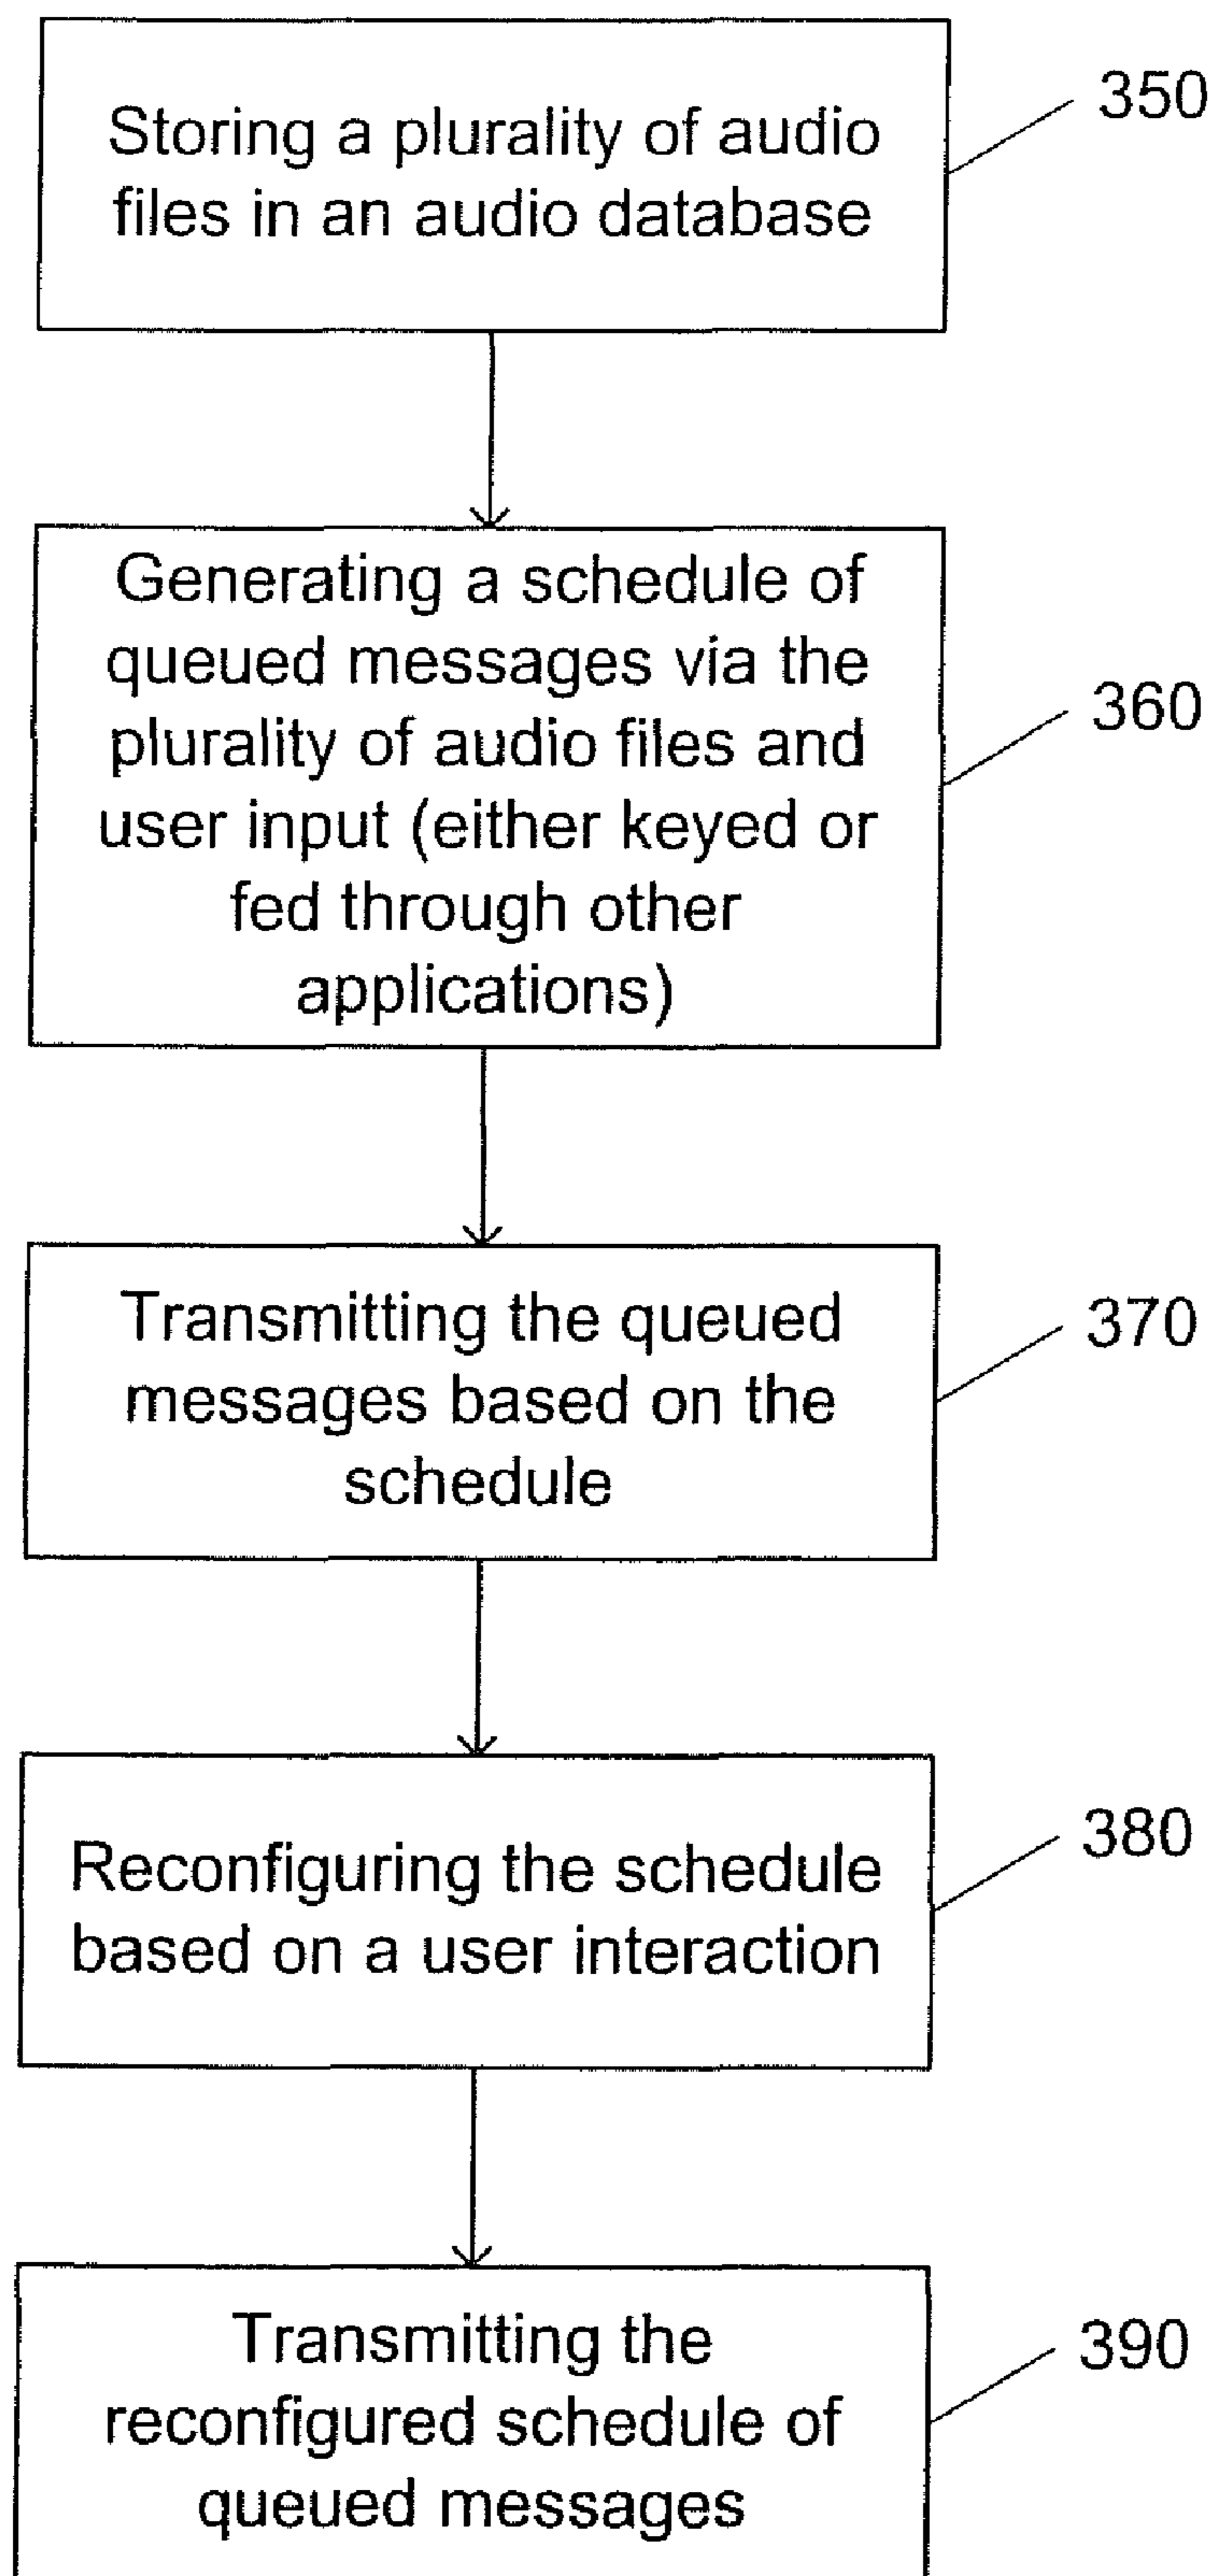 Storing a plurality of audio
files in an audio database
350
Generating a schedule of
queued messages via the
plurality of audio files and
user input (either keyed or
fed through other
applications)
360
Transmitting the queued
messages based on the
schedule
370
Reconfiguring the schedule
based on a user interaction
380
Transmitting the
reconfigured schedule of
queued messages
390